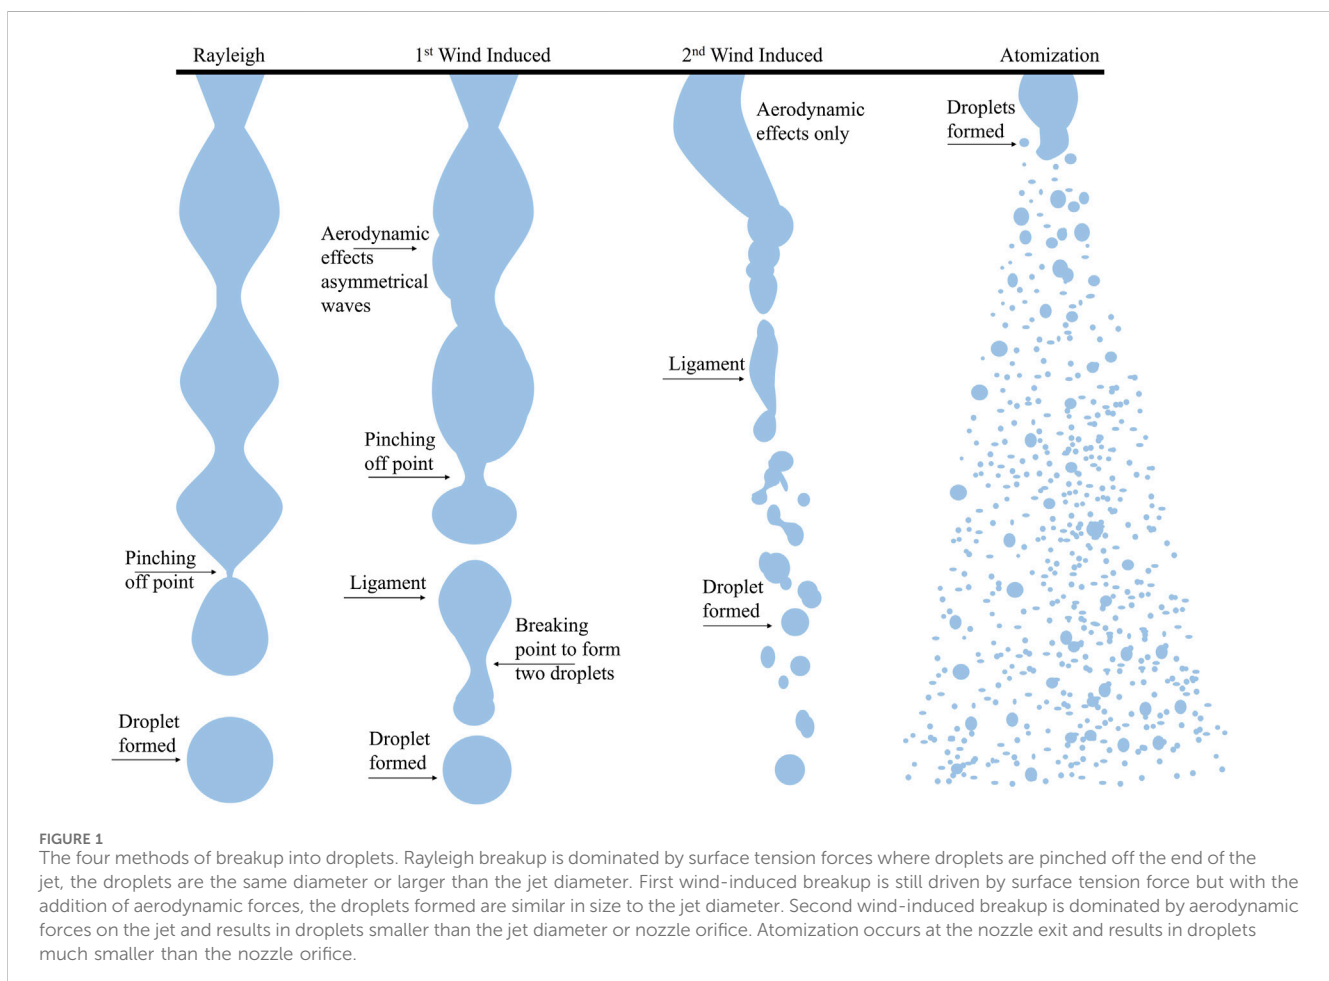 Rayleigh
1st Wind Induced
2nd Wind Induced
Atomization
Aerodynamic
effects only
Droplets
formed
Aerodynamic
effects
asymmetrical
waves
Ligament
Pinching
off point
Pinching
off point
Ligament
Breaking
point to form
two droplets
Droplet
formed
Droplet
formed
Droplet
formed
FIGURE 1
The four methods of breakup into droplets. Rayleigh breakup is dominated by surface tension forces where droplets are pinched off the end of the
jet, the droplets are the same diameter or larger than the jet diameter. First wind-induced breakup is still driven by surface tension force but with the
addition of aerodynamic forces, the droplets formed are similar in size to the jet diameter. Second wind-induced breakup is dominated by aerodynamic
forces on the jet and results in droplets smaller than the jet diameter or nozzle orifice. Atomization occurs at the nozzle exit and results in droplets
much smaller than the nozzle orifice.